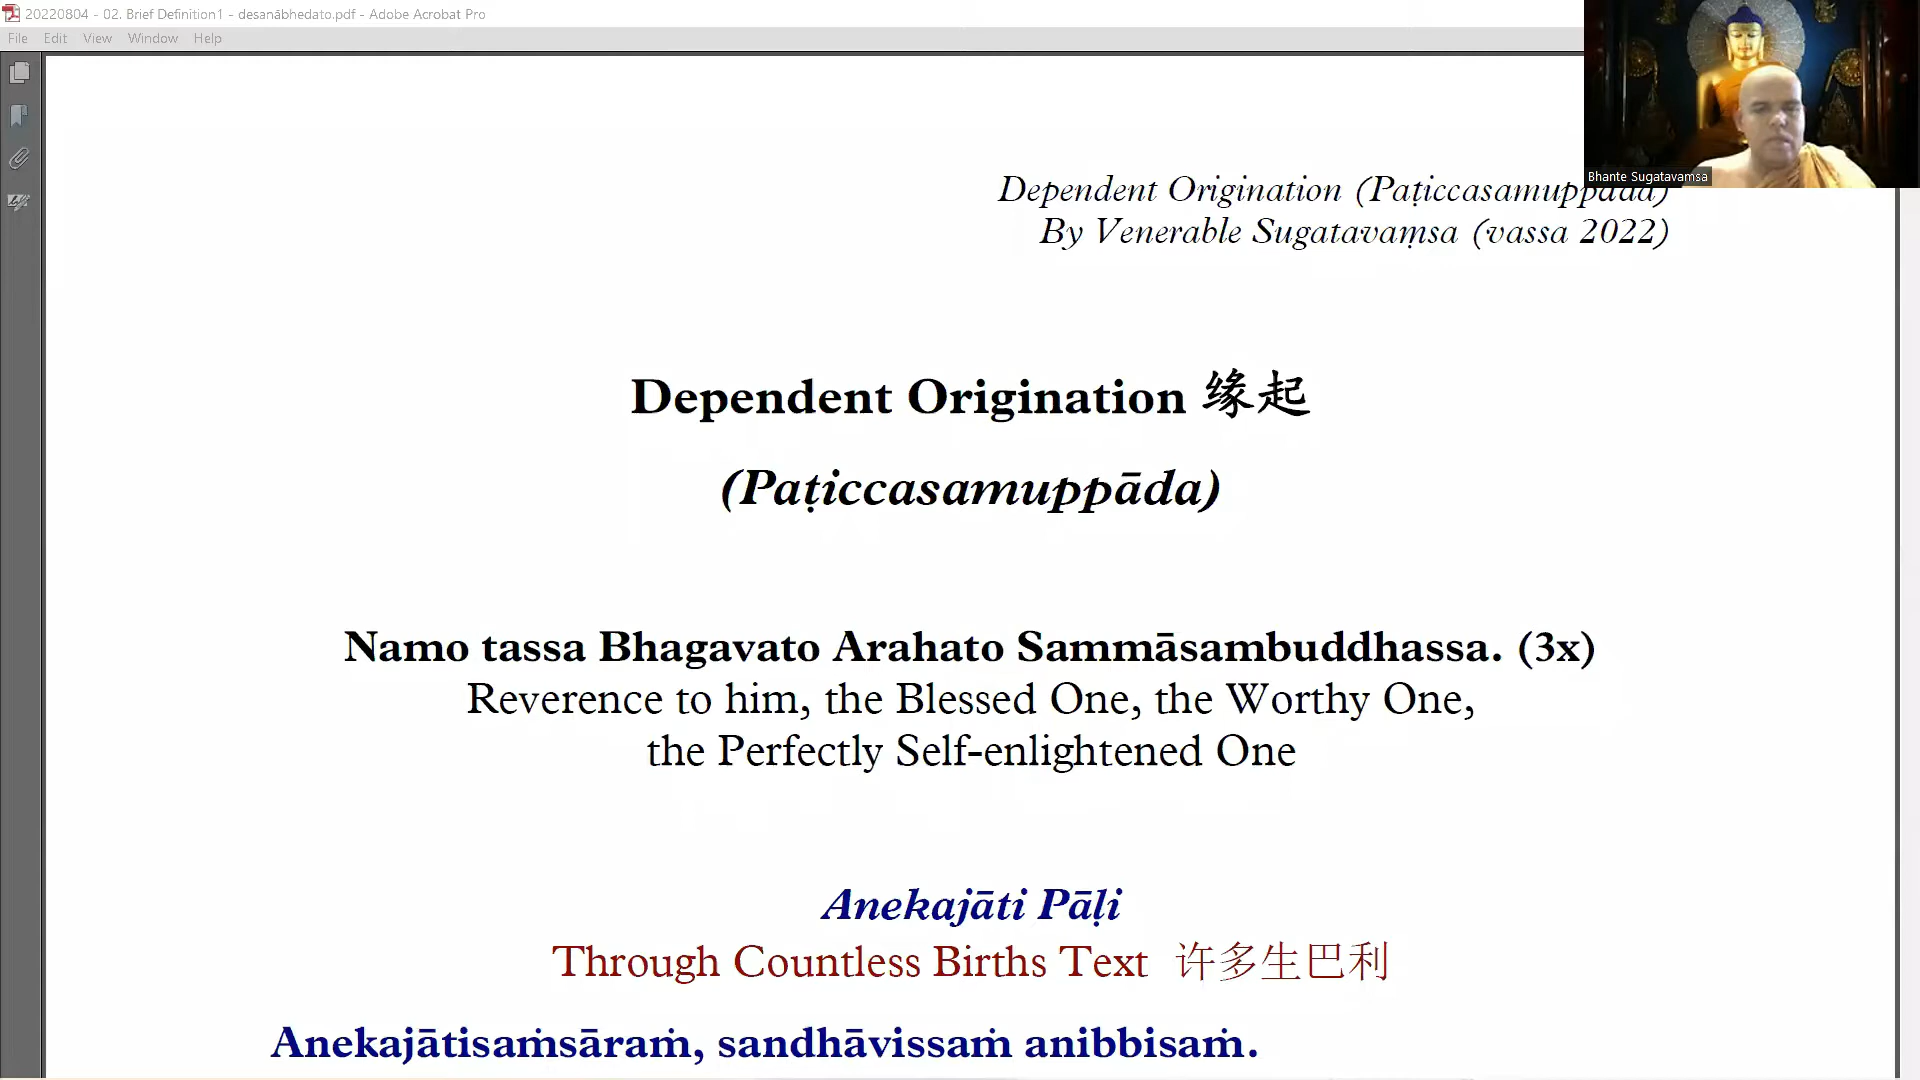 20220804 - 02. Brief Definition1 - desanābhedato.pdf - Adobe Acrobat Pro
File Edit View Window Help
Bhante Sugatavaṃsa
Dependent Origination (Paṭiccasamuppāda)
By Venerable Sugatavaṃsa (vassa 2022)
Dependent Origination 缘起
(Paṭiccasamuppāda)
Namo tassa Bhagavato Arahato Sammāsambuddhassa. (3x)
Reverence to him, the Blessed One, the Worthy One,
the Perfectly Self-enlightened One
Anekajāti Pāḷi
Through Countless Births Text 许多生巴利
Anekajātisaṁsāraṁ, sandhāvissaṁ anibbisaṁ.